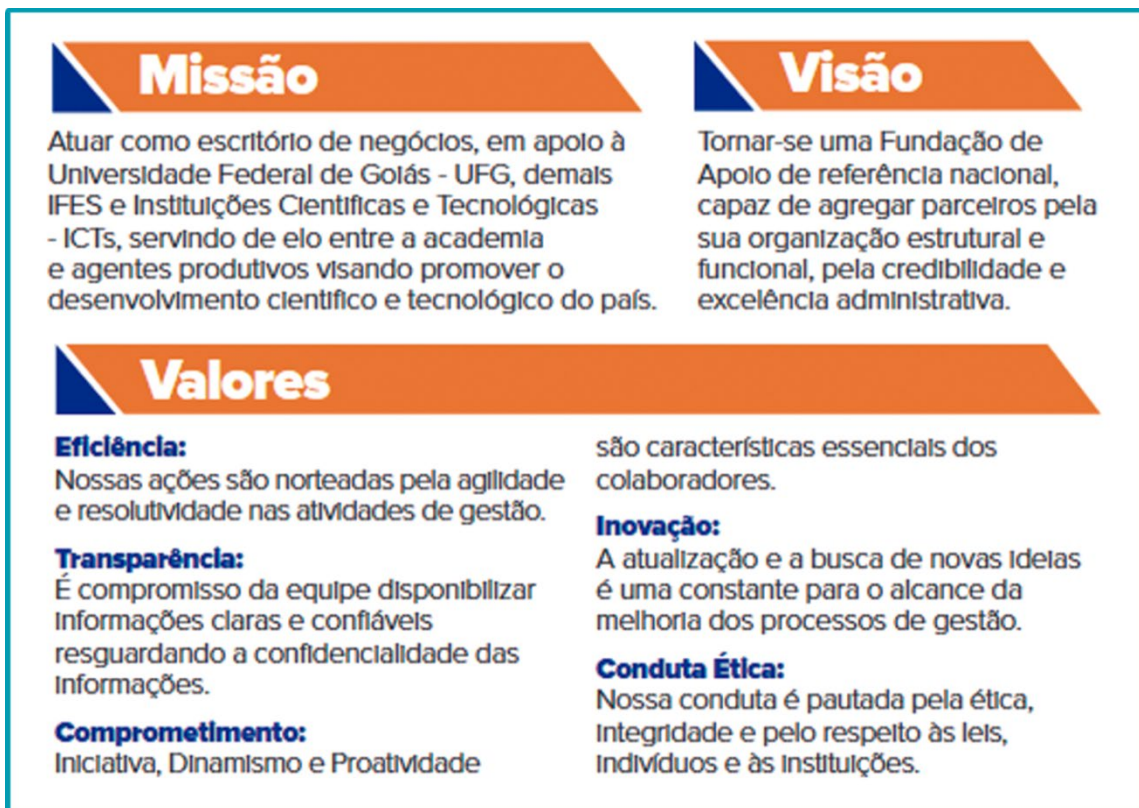 Missão
Atuar como escritório de negócios, em apoio à
Universidade Federal de Goiás - UFG, demais
IFES e Instituições Cientificas e Tecnológicas
- ICTs, servindo de elo entre a academia
e agentes produtivos visando promover o
desenvolvimento cientifico e tecnológico do país.
Visão
Tornar-se uma Fundação de
Apoio de referência nacional,
capaz de agregar parceiros pela
sua organização estrutural e
funcional, pela credibilidade e
excelência administrativa.
Valores
Eficiência:
Nossas ações são norteadas pela agilidade
e resolutividade nas atividades de gestão.
Transparência:
É compromisso da equipe disponibilizar
informações claras e confiáveis
resguardando a confidencialidade das
informações.
Comprometimento:
Iniciativa, Dinamismo e Proatividade
são características essenciais dos
colaboradores.
Inovação:
A atualização e a busca de novas ideias
é uma constante para o alcance da
melhoria dos processos de gestão.
Conduta Ética:
Nossa conduta é pautada pela ética,
integridade e pelo respeito às leis,
indivíduos e às instituições.